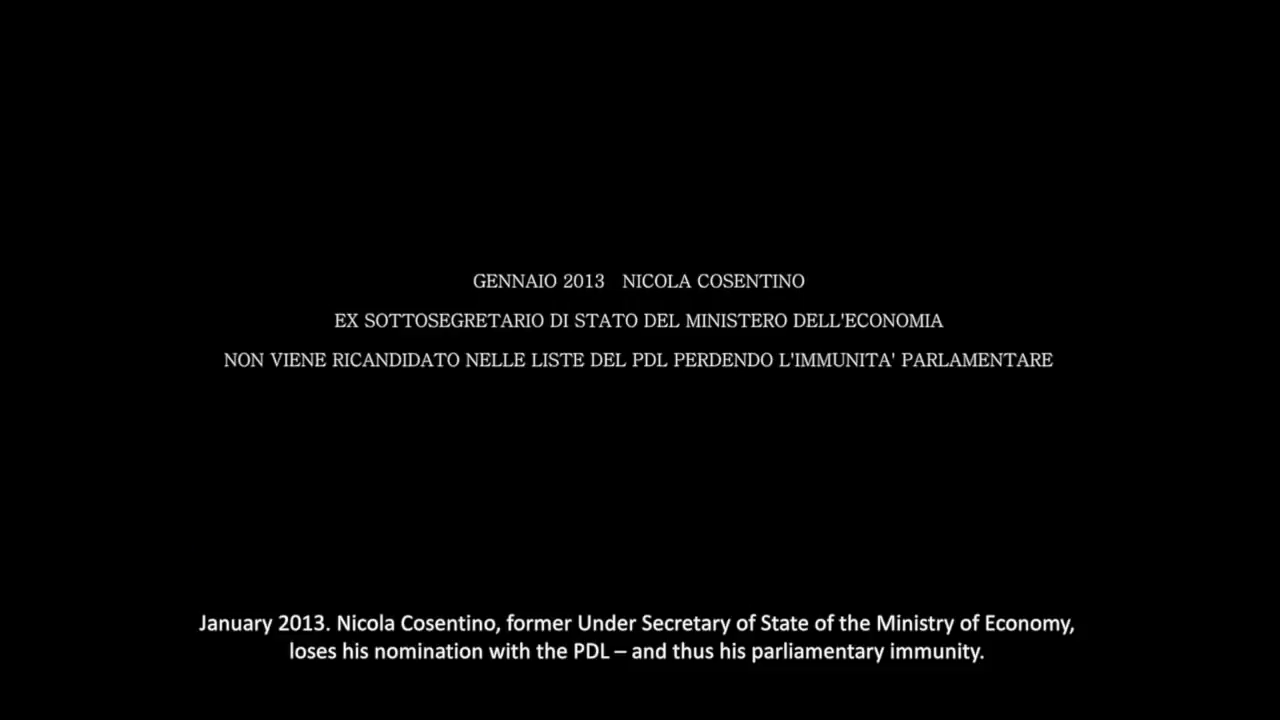 GENNAIO 2013 NICOLA COSENTINO
EX SOTTOSEGRETARIO DI STATO DEL MINISTERO DELL'ECONOMIA
NON VIENE RICANDIDATO NELLE LISTE DEL PDL PERDENDO L'IMMUNITA' PARLAMENTARE
January 2013. Nicola Cosentino, former Under Secretary of State of the Ministry of Economy,
loses his nomination with the PDL – and thus his parliamentary immunity.